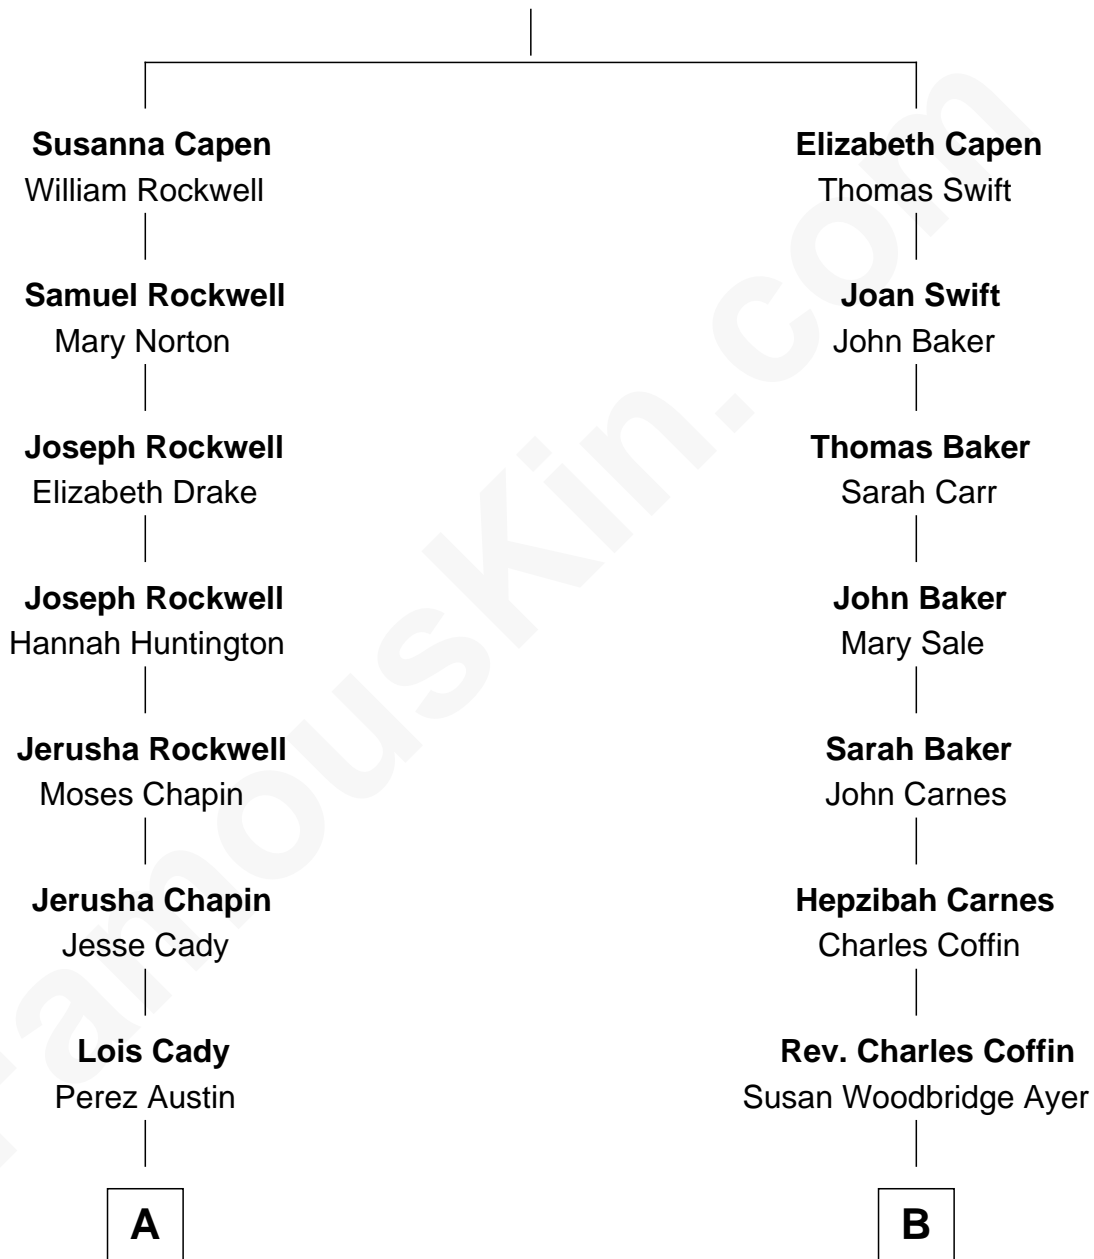 Susanna Capen
William Rockwell
Samuel Rockwell
Mary Norton
Joseph Rockwell
Elizabeth Drake
Joseph Rockwell
Hannah Huntington
Jerusha Rockwell
Moses Chapin
Jerusha Chapin
Jesse Cady
Lois Cady
Perez Austin
A
Elizabeth Capen
Thomas Swift
Joan Swift
John Baker
Thomas Baker
Sarah Carr
John Baker
Mary Sale
Sarah Baker
John Carnes
Hepzibah Carnes
Charles Coffin
Rev. Charles Coffin
Susan Woodbridge Ayer
B
FamousKin.com